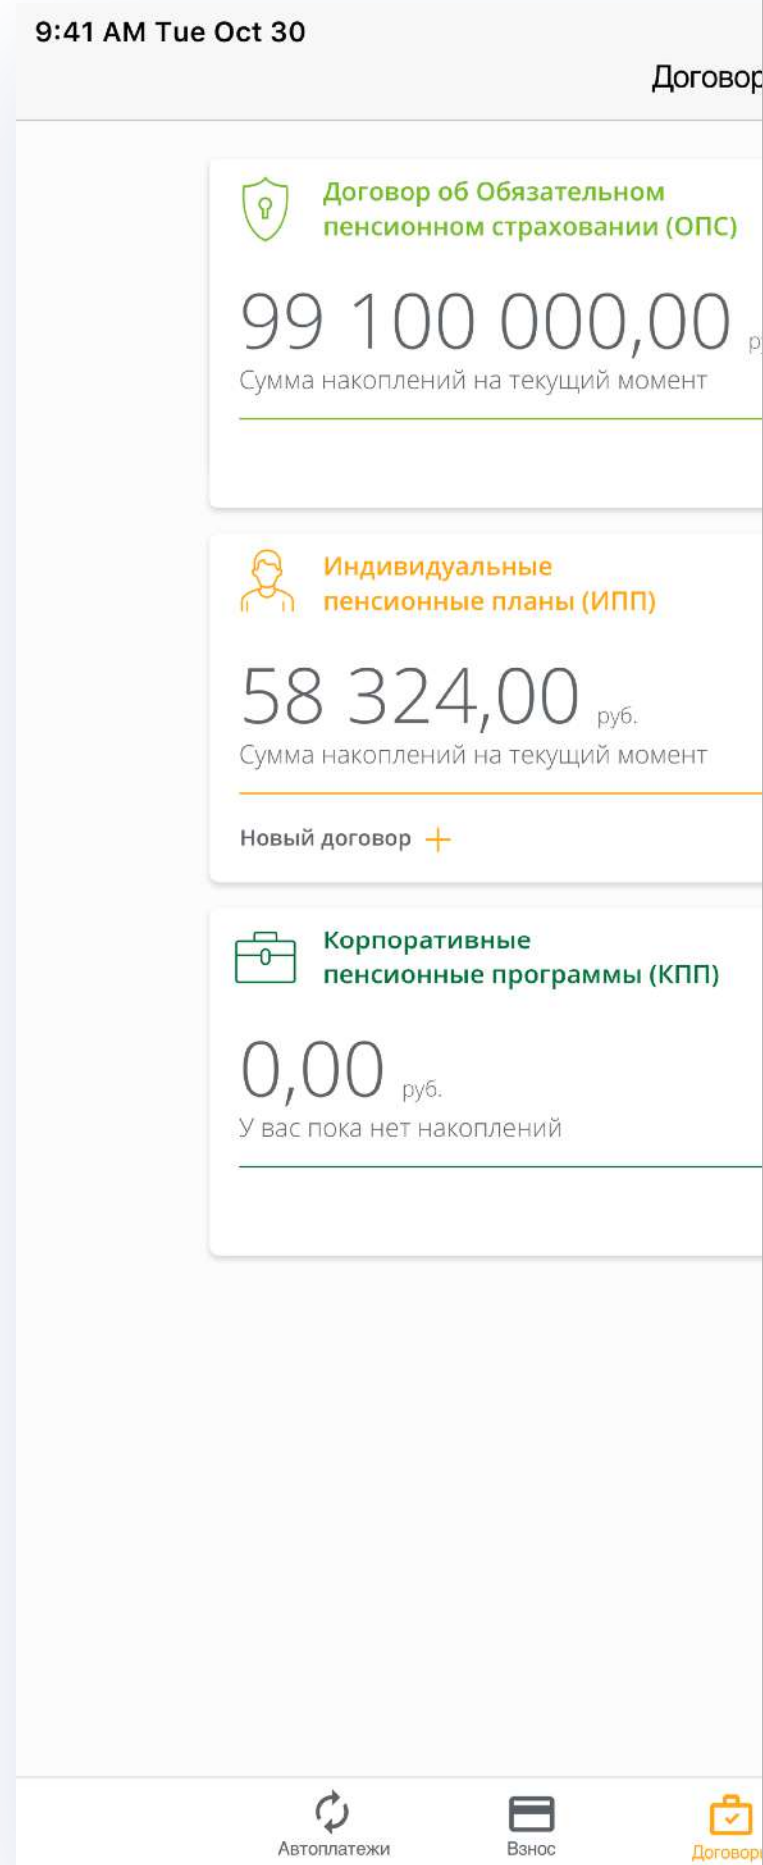 9:41 AM Tue Oct 30
Договор об Обязательном
пенсионном страховании (ОПС)
99 100 000,00
Сумма накоплений на текущий момент
Индивидуальные
пенсионные планы (ИПП)
58 324,00 руб.
Сумма накоплений на текущий момент
Новый договор +
Корпоративные
пенсионные программы (КПП)
0,00 руб.
У вас пока нет накоплений
Автоплатежи Взнос